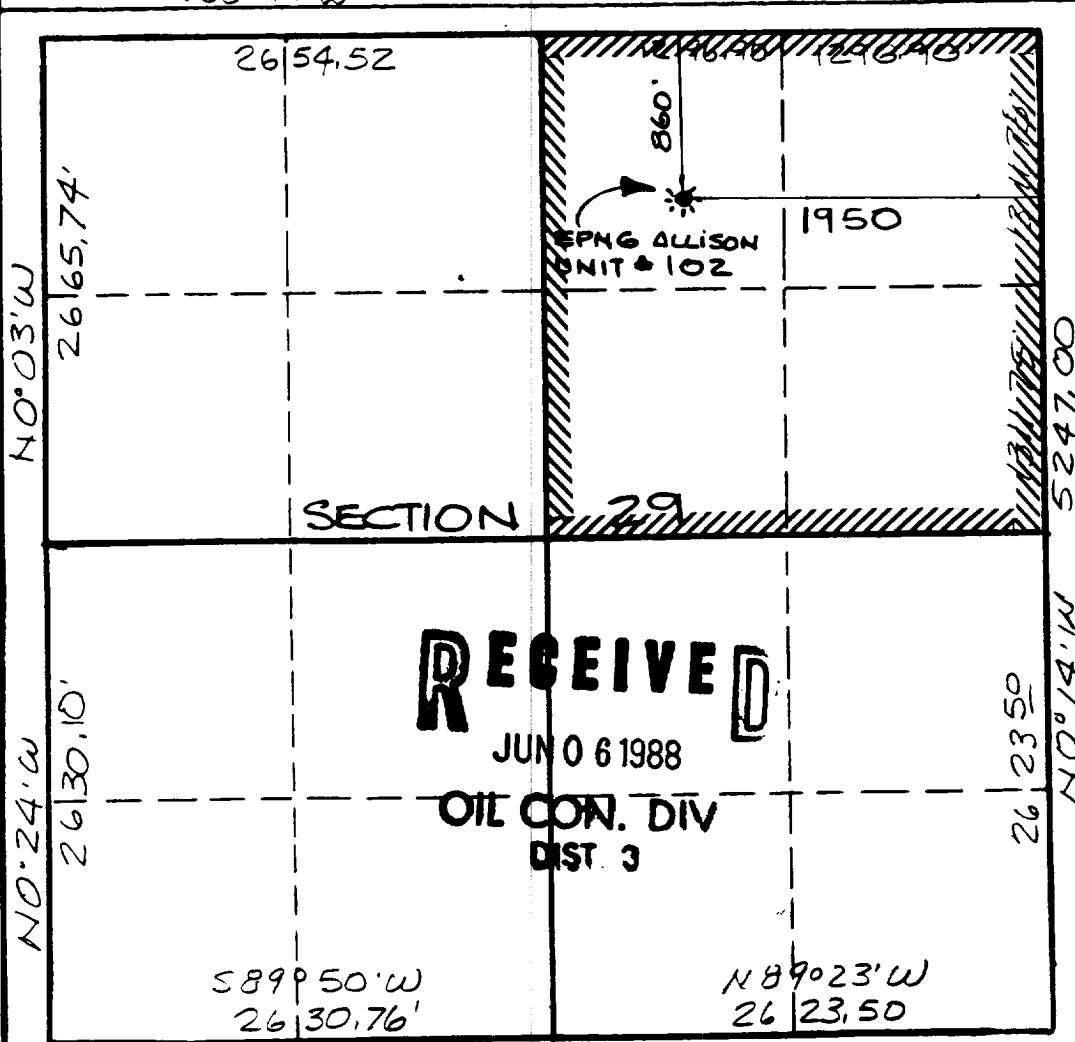 26 54.52
860'
1950
EPNG ALLISON
UNIT # 102
26 65.74'
N0°03'W
5247.00
SECTION 29
RECEIVED
JUN 06 1988
OIL CON. DIV
DIST. 3
N0°24'W
26 30.10'
26 23 50
N0°14'W
S89°50'W
26 30.76'
N89°23'W
26 23.50